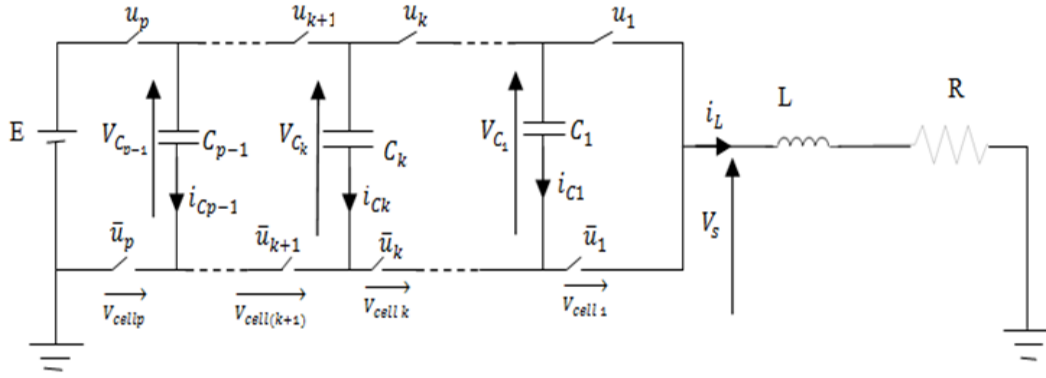 u_p u_{k+1} u_k u_1
E V_{C_{p-1}} C_{p-1} V_{C_k} C_k V_{C_1} C_1 i_L L R
i_{Cp-1} i_{Ck} i_{C1} V_s
ū_p ū_{k+1} ū_k ū_1
V_{cellp} V_{cell(k+1)} V_{cell k} V_{cell 1}